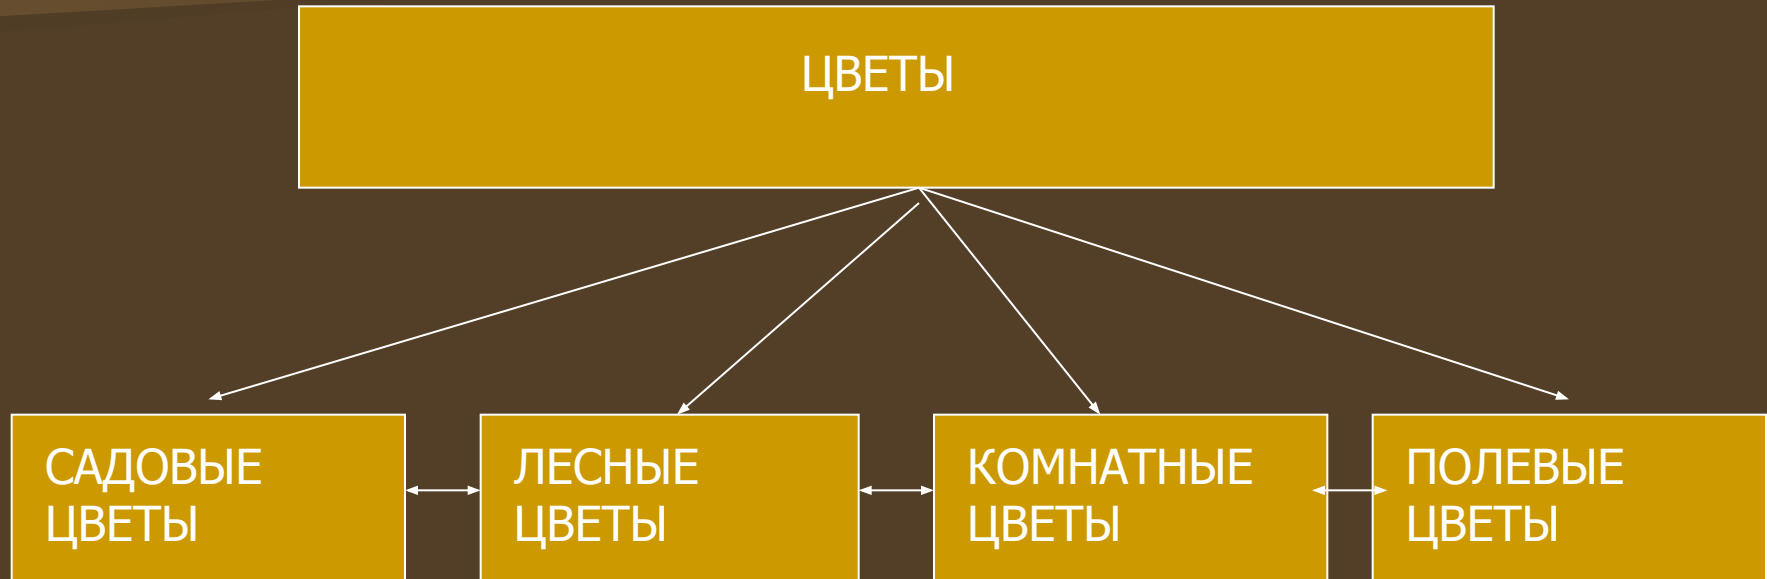 ЦВЕТЫ
САДОВЫЕ
ЦВЕТЫ
ЛЕСНЫЕ
ЦВЕТЫ
КОМНАТНЫЕ
ЦВЕТЫ
ПОЛЕВЫЕ
ЦВЕТЫ